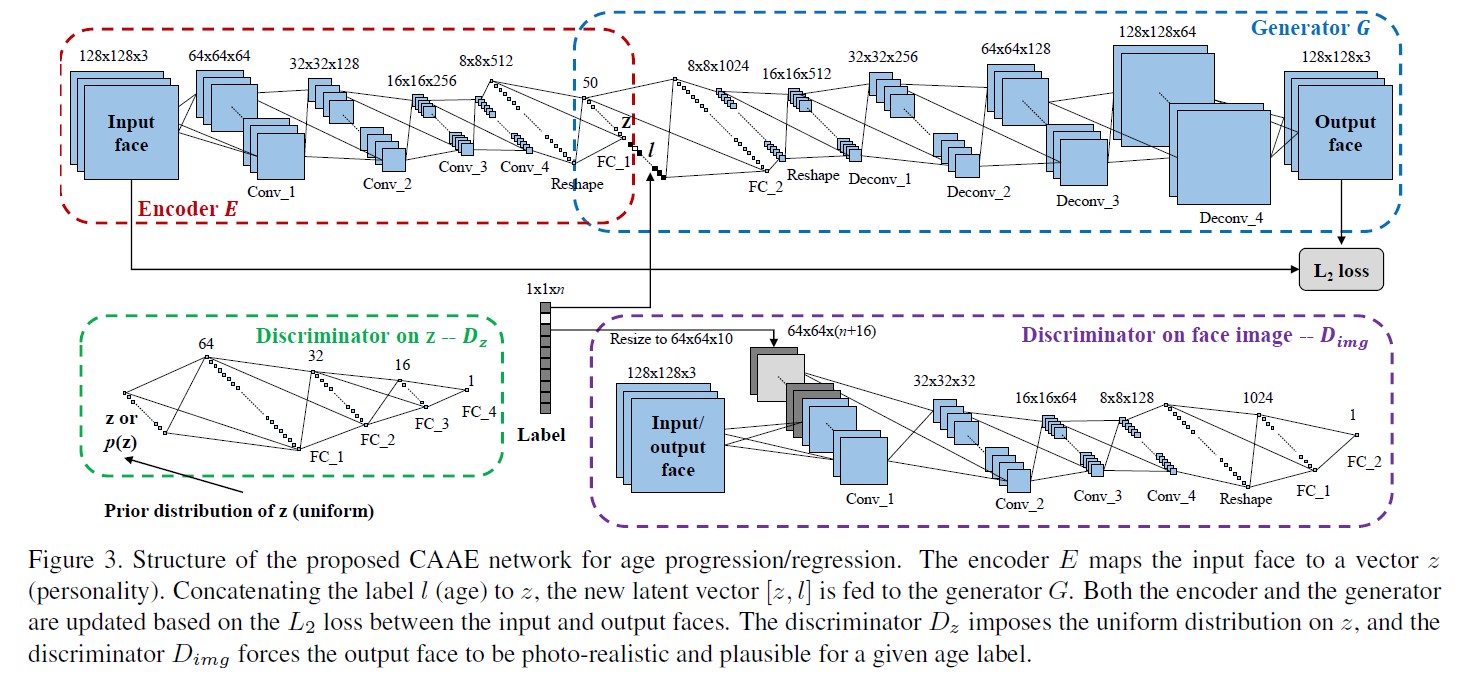 Generator G
128x128x3
64x64x64
32x32x128
16x16x256
8x8x512
50
8x8x1024
16x16x512
32x32x256
64x64x128
128x128x64
128x128x3
Input
face
z
l
Output
face
Conv_1
Conv_2
Conv_3
Conv_4
Reshape
FC_1
FC_2
Reshape
Deconv_1
Deconv_2
Deconv_3
Deconv_4
Encoder E
L₂ loss
1x1xn
Label
Discriminator on z -- D_z
64
32
16
1
z or
p(z)
FC_1
FC_2
FC_3
FC_4
Prior distribution of z (uniform)
Resize to 64x64x10
64x64x(n+16)
Discriminator on face image -- D_img
128x128x3
32x32x32
16x16x64
8x8x128
1024
1
Input/
output
face
Conv_1
Conv_2
Conv_3
Conv_4
Reshape
FC_1
FC_2
Figure 3. Structure of the proposed CAAE network for age progression/regression. The encoder E maps the input face to a vector z
(personality). Concatenating the label l (age) to z, the new latent vector [z, l] is fed to the generator G. Both the encoder and the generator
are updated based on the L₂ loss between the input and output faces. The discriminator D_z imposes the uniform distribution on z, and the
discriminator D_img forces the output face to be photo-realistic and plausible for a given age label.